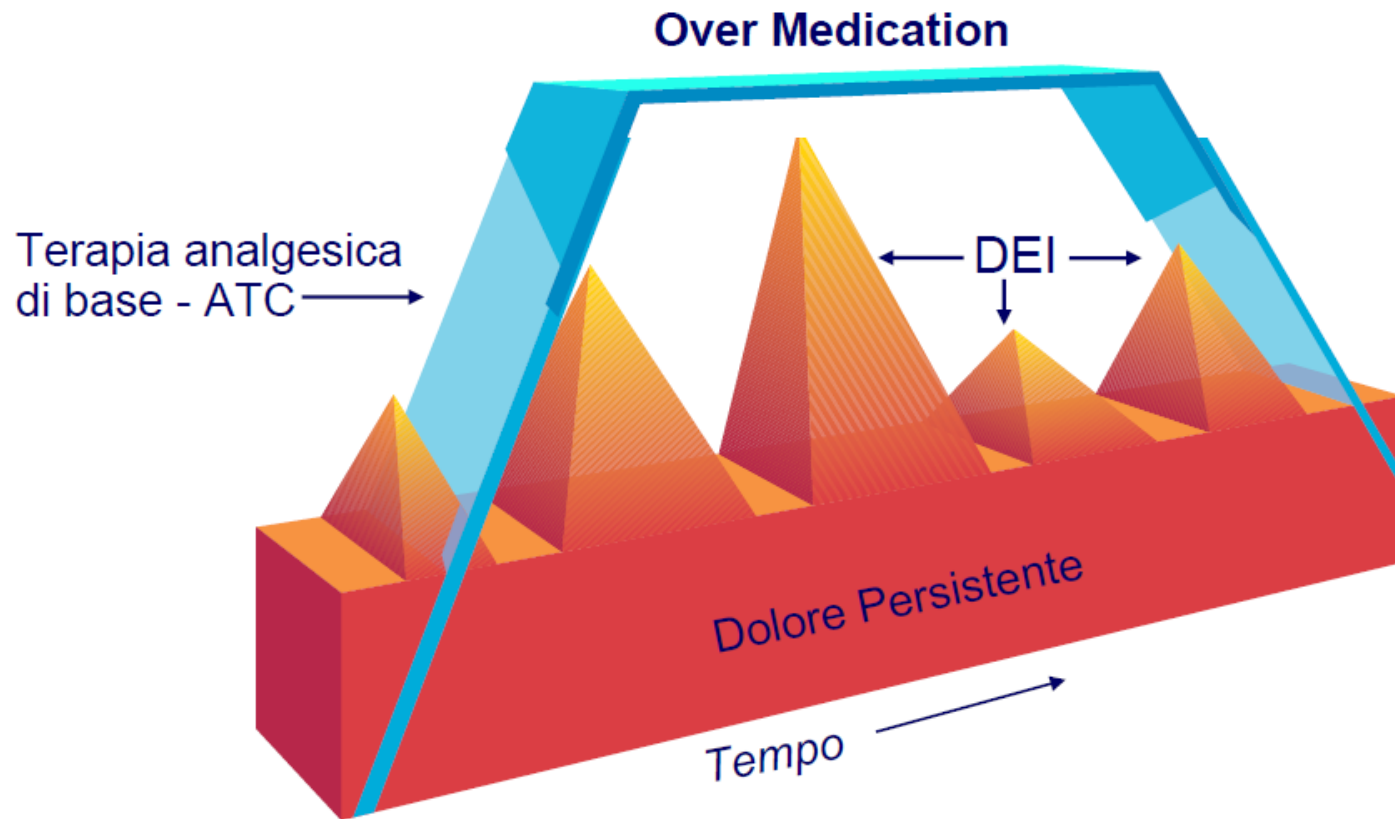 Over Medication
Terapia analgesica
di base - ATC
DEI
Dolore Persistente
Tempo